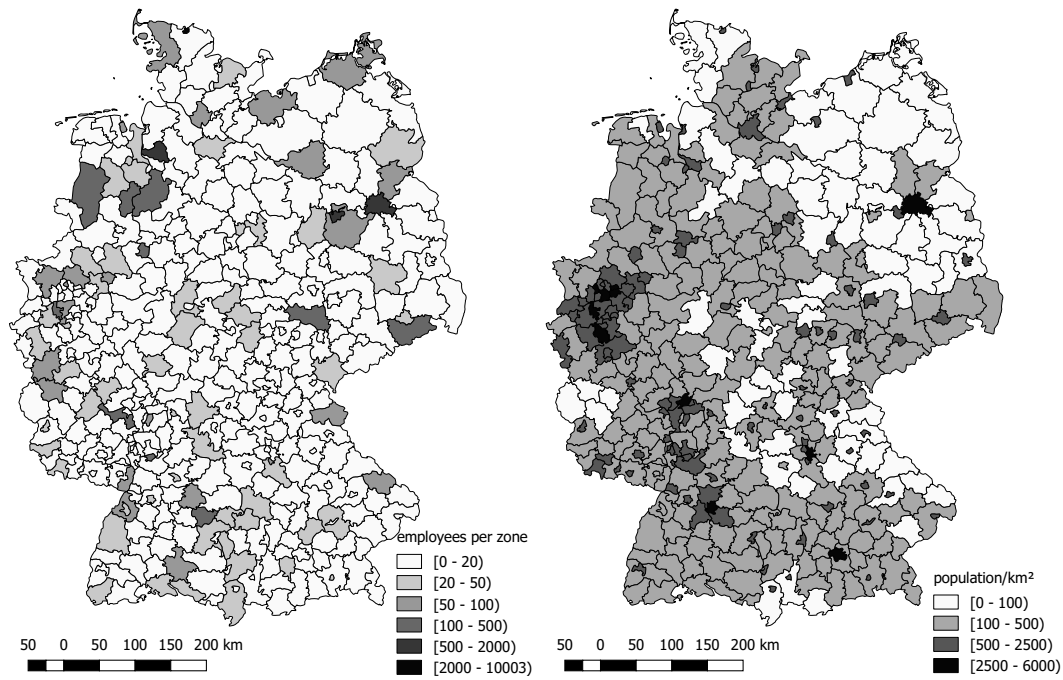 employees per zone
[0 - 20)
[20 - 50)
[50 - 100)
[100 - 500)
[500 - 2000)
[2000 - 10003)
50 0 50 100 150 200 km
population/km²
[0 - 100)
[100 - 500)
[500 - 2500)
[2500 - 6000)
50 0 50 100 150 200 km